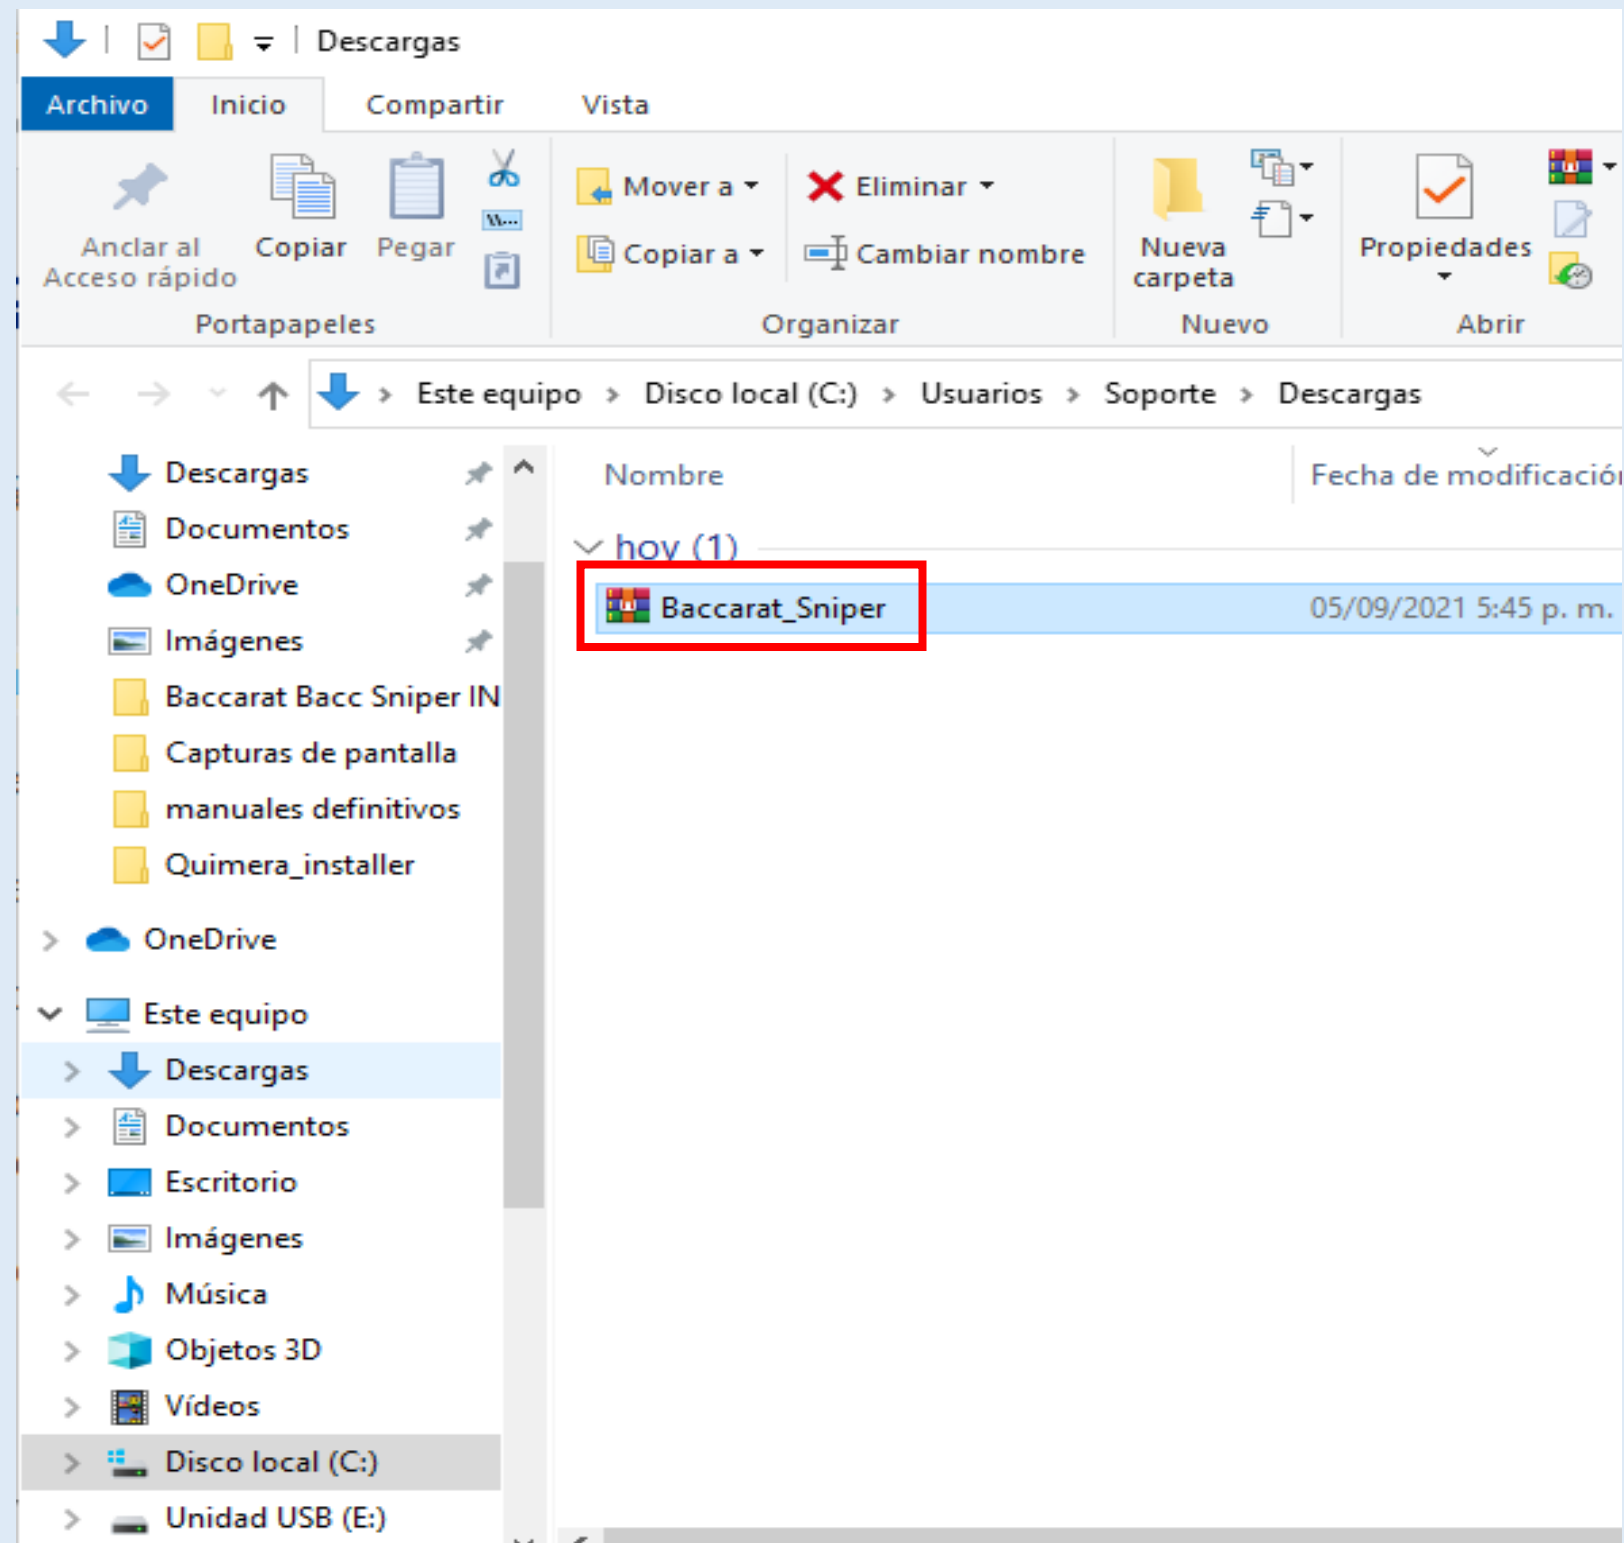 Descargas
Archivo Inicio Compartir Vista
Anclar al
Acceso rápido
Copiar
Pegar
Mover a
Copiar a
Eliminar
Cambiar nombre
Nueva
carpeta
Propiedades
Portapapeles Organizar Nuevo Abrir
Este equipo > Disco local (C:) > Usuarios > Soporte > Descargas
Nombre Fecha de modificación
hoy (1)
Baccarat_Sniper 05/09/2021 5:45 p. m.
Descargas
Documentos
OneDrive
Imágenes
Baccarat Bacc Sniper IN
Capturas de pantalla
manuales definitivos
Quimera_installer
OneDrive
Este equipo
Descargas
Documentos
Escritorio
Imágenes
Música
Objetos 3D
Vídeos
Disco local (C:)
Unidad USB (E:)